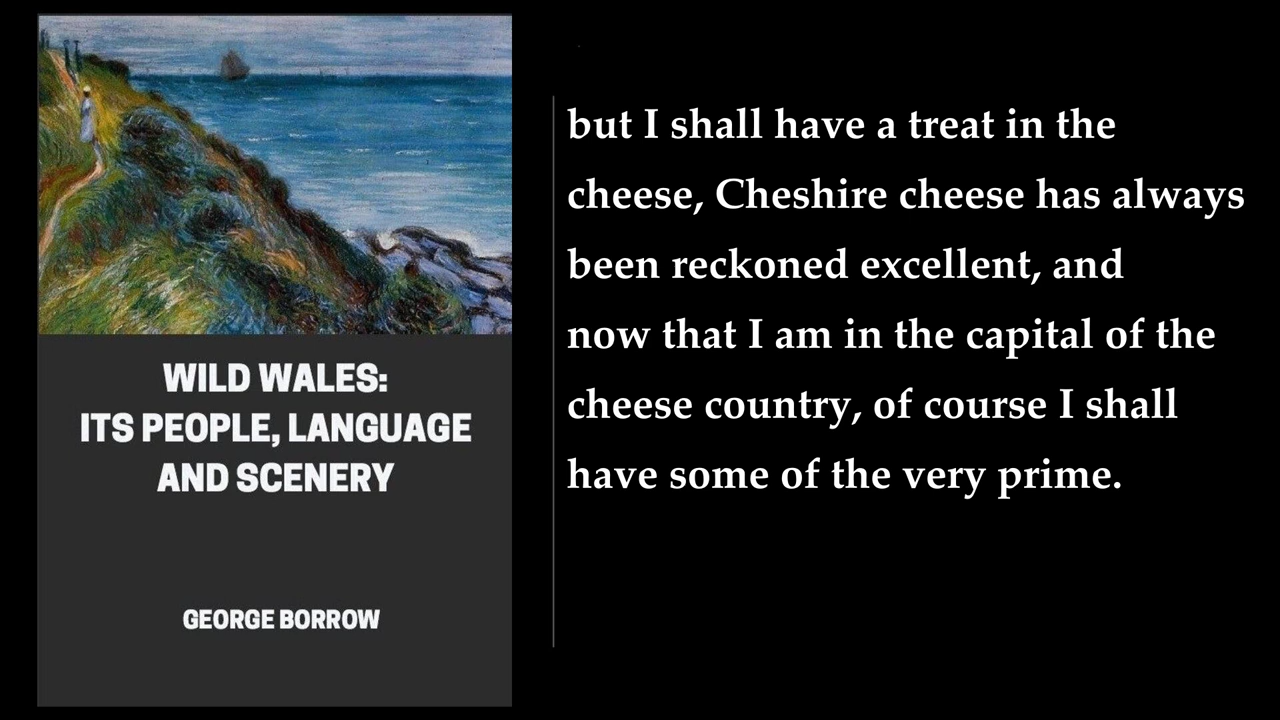 WILD WALES:
ITS PEOPLE, LANGUAGE
AND SCENERY
GEORGE BORROW
but I shall have a treat in the
cheese, Cheshire cheese has always
been reckoned excellent, and
now that I am in the capital of the
cheese country, of course I shall
have some of the very prime.